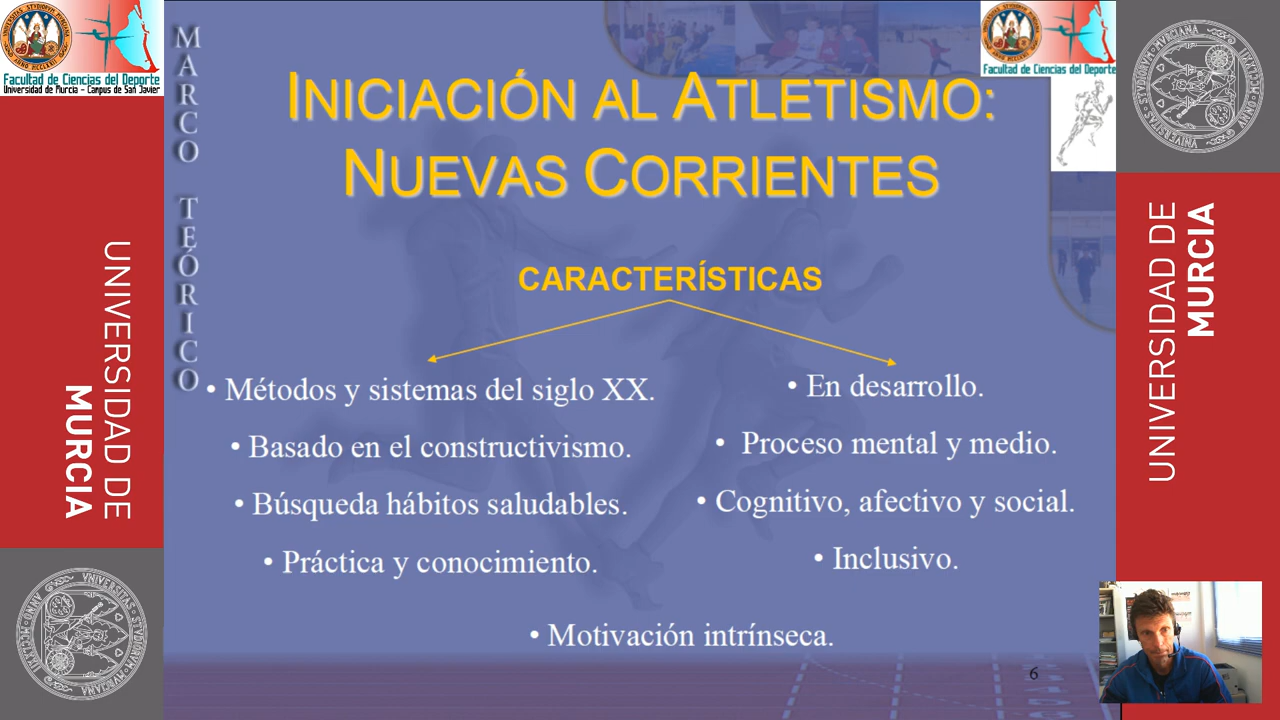 Facultad de Ciencias del Deporte
Universidad de Murcia - Campus de San Javier
UNIVERSIDAD DE
MURCIA
MARCO TEÓRICO
INICIACIÓN AL ATLETISMO:
NUEVAS CORRIENTES
CARACTERÍSTICAS
• Métodos y sistemas del siglo XX.
• Basado en el constructivismo.
• Búsqueda hábitos saludables.
• Práctica y conocimiento.
• En desarrollo.
• Proceso mental y medio.
• Cognitivo, afectivo y social.
• Inclusivo.
• Motivación intrínseca.
6
Facultad de Ciencias del Deporte
UNIVERSIDAD DE
MURCIA